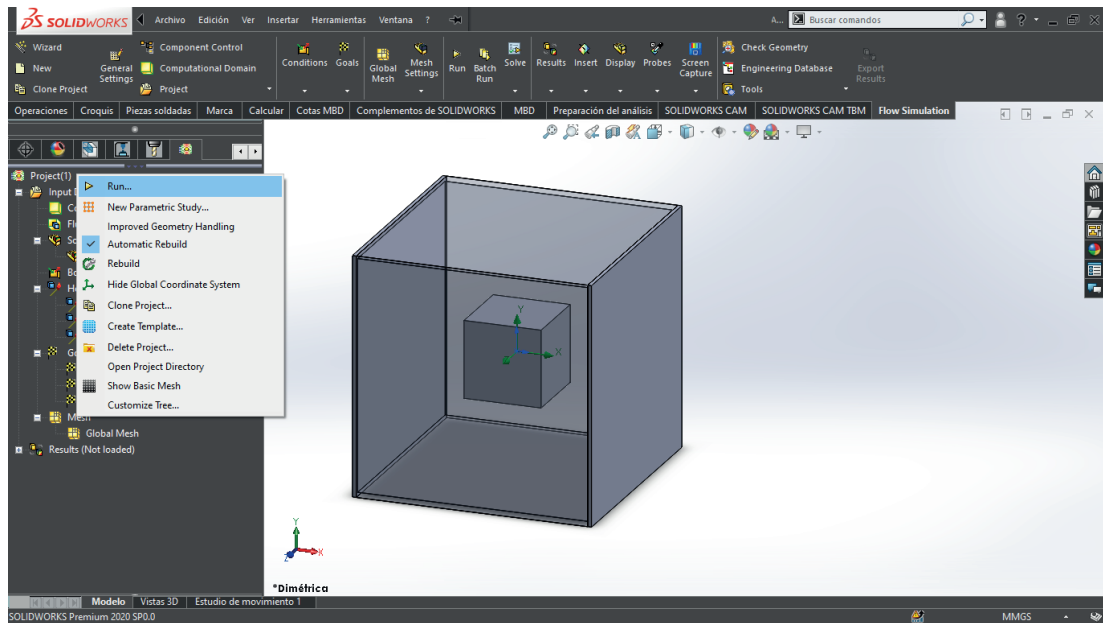 SOLIDWORKS Archivo Edición Ver Insertar Herramientas Ventana ? A... Buscar comandos ?
Wizard Component Control Check Geometry
New General Settings Computational Domain Conditions Goals Global Mesh Mesh Settings Run Batch Run Solve Results Insert Display Probes Screen Capture Engineering Database Export Results
Clone Project Project Tools
Operaciones Croquis Piezas soldadas Marca Calcular Cotas MBD Complementos de SOLIDWORKS MBD Preparación del análisis SOLIDWORKS CAM SOLIDWORKS CAM TBM Flow Simulation
Project(1)
Input
Run...
New Parametric Study...
Improved Geometry Handling
Automatic Rebuild
Rebuild
Hide Global Coordinate System
Clone Project...
Create Template...
Delete Project...
Open Project Directory
Show Basic Mesh
Customize Tree...
Mesh
Global Mesh
Results (Not loaded)
Y
X
Y
X
Z
*Dimétrica
Modelo Vistas 3D Estudio de movimiento 1
SOLIDWORKS Premium 2020 SP0.0 MMGS